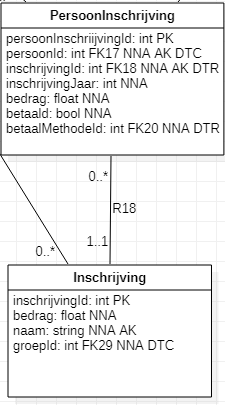 PersoonInschrijving
persoonInschriijvingId: int PK
persoonId: int FK17 NNA AK DTC
inschrijvingId: int FK18 NNA AK DTR
inschrijvingJaar: int NNA
bedrag: float NNA
betaald: bool NNA
betaalMethodeId: int FK20 NNA DTR
0..*
R18
1..1
0..*
Inschrijving
inschrijvingId: int PK
bedrag: float NNA
naam: string NNA AK
groepId: int FK29 NNA DTC